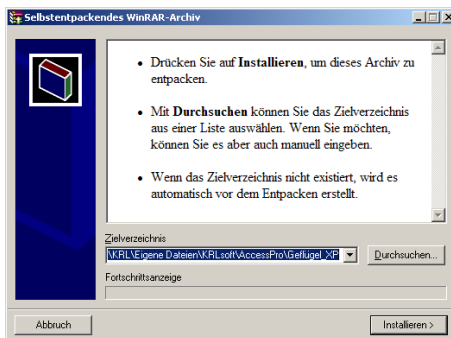 Selbstentpackendes WinRAR-Archiv
• Drücken Sie auf Installieren, um dieses Archiv zu
entpacken.
• Mit Durchsuchen können Sie das Zielverzeichnis
aus einer Liste auswählen. Wenn Sie möchten,
können Sie es aber auch manuell eingeben.
• Wenn das Zielverzeichnis nicht existiert, wird es
automatisch vor dem Entpacken erstellt.
Zielverzeichnis
\KRL\Eigene Dateien\KRLsoft\AccessPro\Geflügel_XP
Durchsuchen...
Fortschrittsanzeige
Abbruch
Installieren >